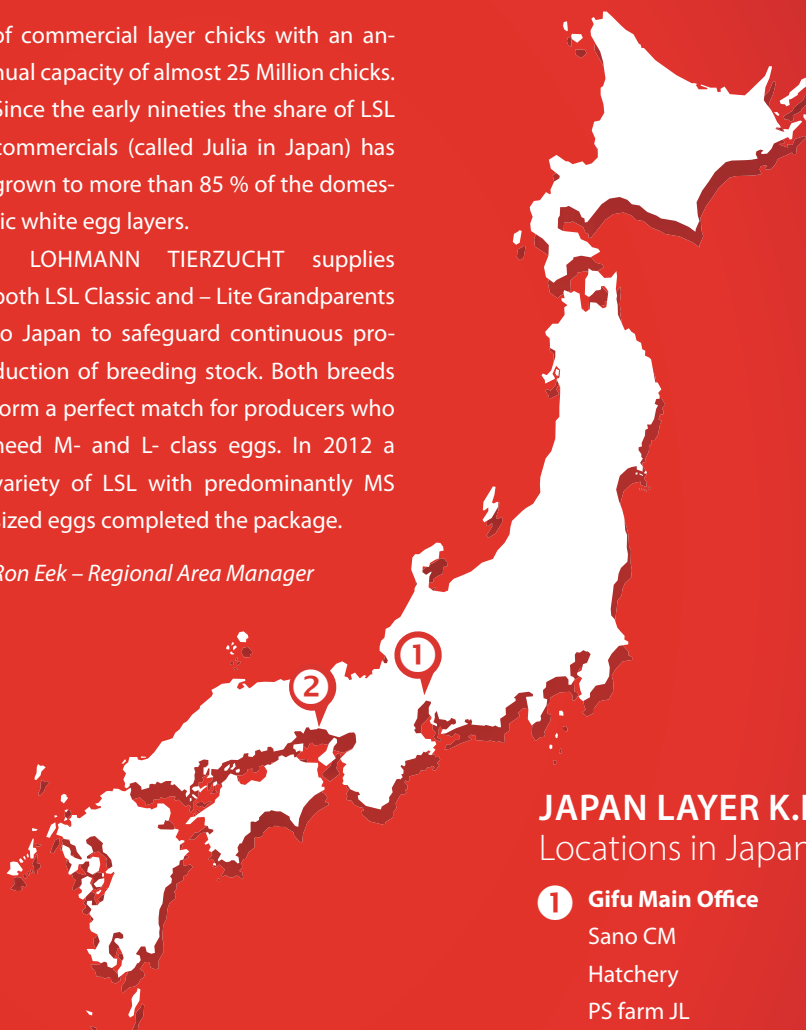 of commercial layer chicks with an an-
nual capacity of almost 25 Million chicks.
Since the early nineties the share of LSL
commercials (called Julia in Japan) has
grown to more than 85 % of the domes-
tic white egg layers.
LOHMANN TIERZUCHT supplies
both LSL Classic and – Lite Grandparents
to Japan to safeguard continuous pro-
duction of breeding stock. Both breeds
form a perfect match for producers who
need M- and L- class eggs. In 2012 a
variety of LSL with predominantly MS
sized eggs completed the package.
Ron Eek – Regional Area Manager
1
2
JAPAN LAYER K.
Locations in Japan
1 Gifu Main Office
Sano CM
Hatchery
PS farm JL